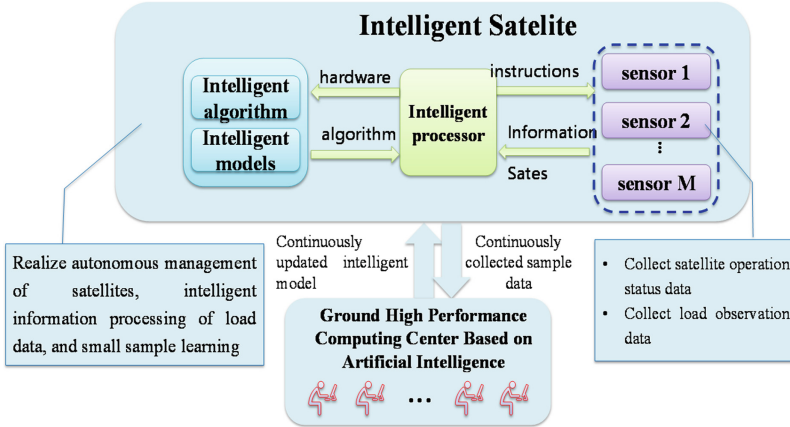 Intelligent Satelite
Intelligent
algorithm
Intelligent
models
hardware
algorithm
Intelligent
processor
instructions
Information
Sates
sensor 1
sensor 2
...
sensor M
Realize autonomous management
of satellites, intelligent
information processing of load
data, and small sample learning
Continuously
updated intelligent
model
Continuously
collected sample
data
• Collect satellite operation
status data
• Collect load observation
data
Ground High Performance
Computing Center Based on
Artificial Intelligence
...